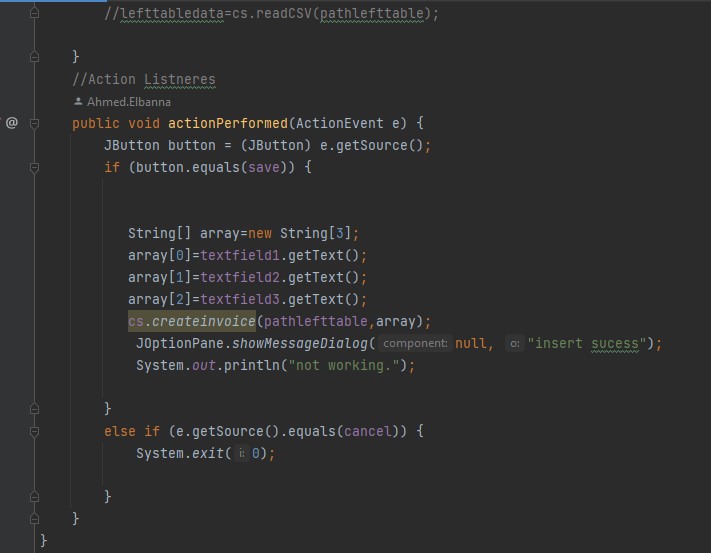 //lefttabledata=cs.readCSV(pathlefttable);
}
//Action Listneres
Ahmed.Elbanna
@ public void actionPerformed(ActionEvent e) {
JButton button = (JButton) e.getSource();
if (button.equals(save)) {
String[] array=new String[3];
array[0]=textfield1.getText();
array[1]=textfield2.getText();
array[2]=textfield3.getText();
cs.createinvoice(pathlefttable,array);
JOptionPane.showMessageDialog( component: null, o: "insert sucess");
System.out.println("not working.");
}
else if (e.getSource().equals(cancel)) {
System.exit( i: 0);
}
}
}